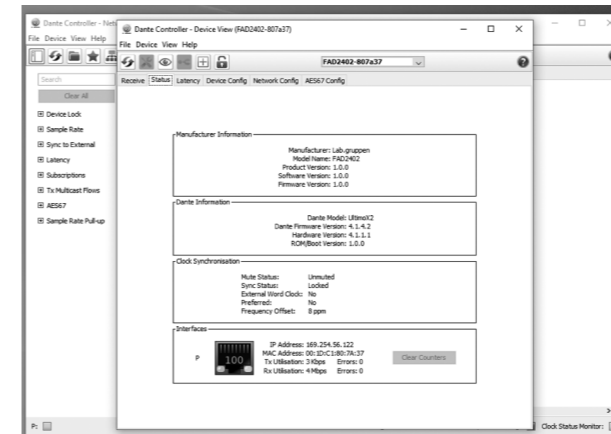 Dante Controller - Net
Dante Controller - Device View (FAD2402-807a37)
File Device View Help
File Device View Help
FAD2402-807a37
Receive Status Latency Device Config Network Config AES67 Config
Search
Clear All
Device Lock
Sample Rate
Sync to External
Latency
Subscriptions
Tx Multicast Flows
AES67
Sample Rate Pull-up
Manufacturer Information
Manufacturer: Lab.gruppen
Model Name: FAD2402
Product Version: 1.0.0
Software Version: 1.0.0
Firmware Version: 1.0.0
Dante Information
Dante Model: UltimoX2
Dante Firmware Version: 4.1.4.2
Hardware Version: 4.1.1.1
ROM/Boot Version: 1.0.0
Clock Synchronisation
Mute Status: Unmuted
Sync Status: Locked
External Word Clock: No
Preferred: No
Frequency Offset: 8 ppm
Interfaces
P
100
IP Address: 169.254.56.122
MAC Address: 00:1D:C1:80:7A:37
Tx Utilisation: 3 Kbps Errors: 0
Rx Utilisation: 4 Mbps Errors: 0
Clear Counters
P:
Clock Status Monitor: